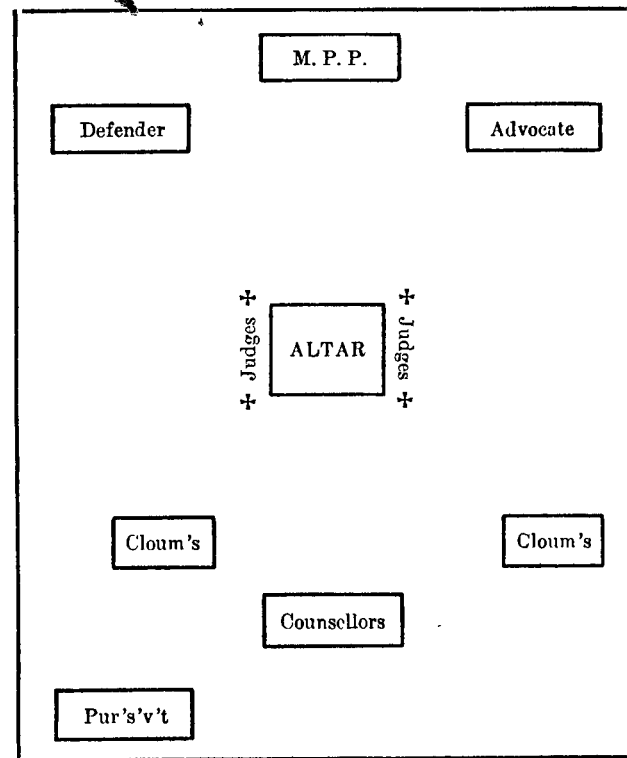 M. P. P.
Defender
Advocate
✢ Judges ✢
ALTAR
✢ Judges ✢
Cloum's
Cloum's
Counsellors
Pur's'v't